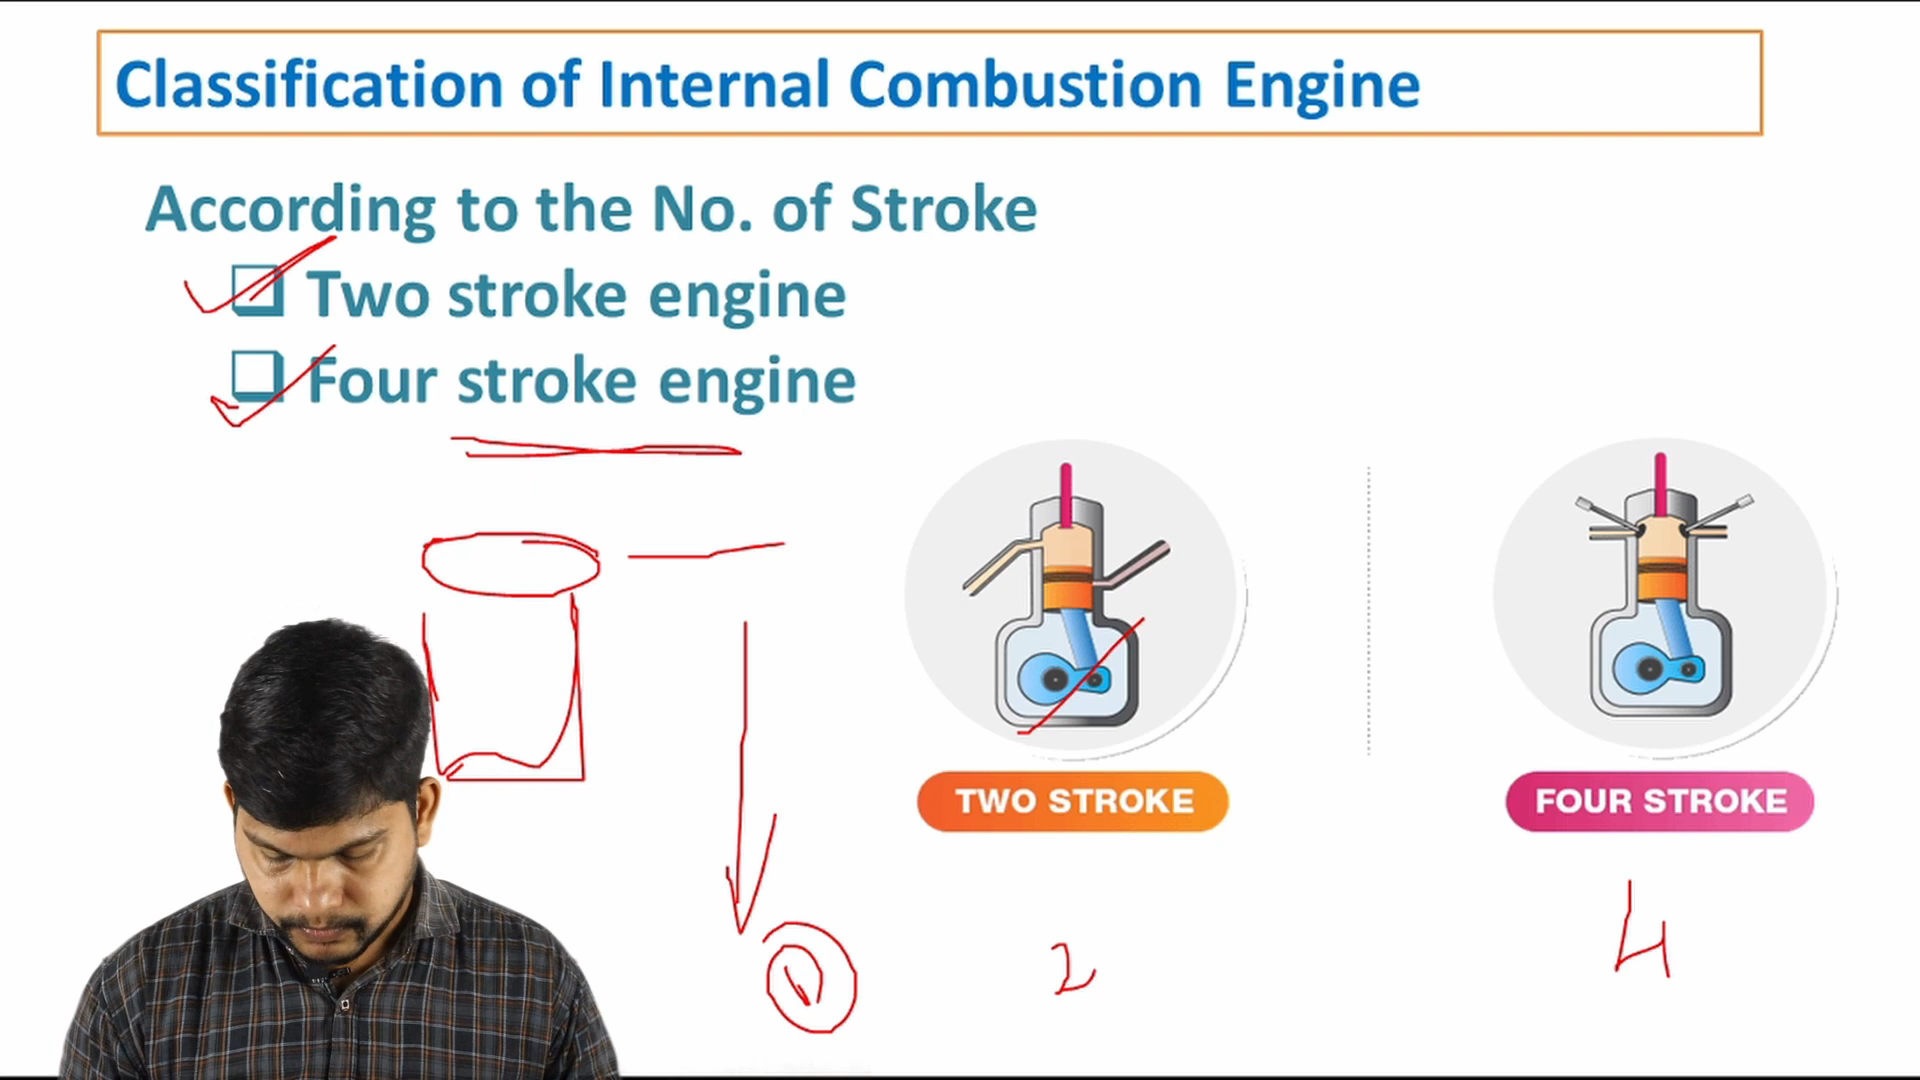 Classification of Internal Combustion Engine
According to the No. of Stroke
Two stroke engine
Four stroke engine
TWO STROKE
FOUR STROKE
2
4